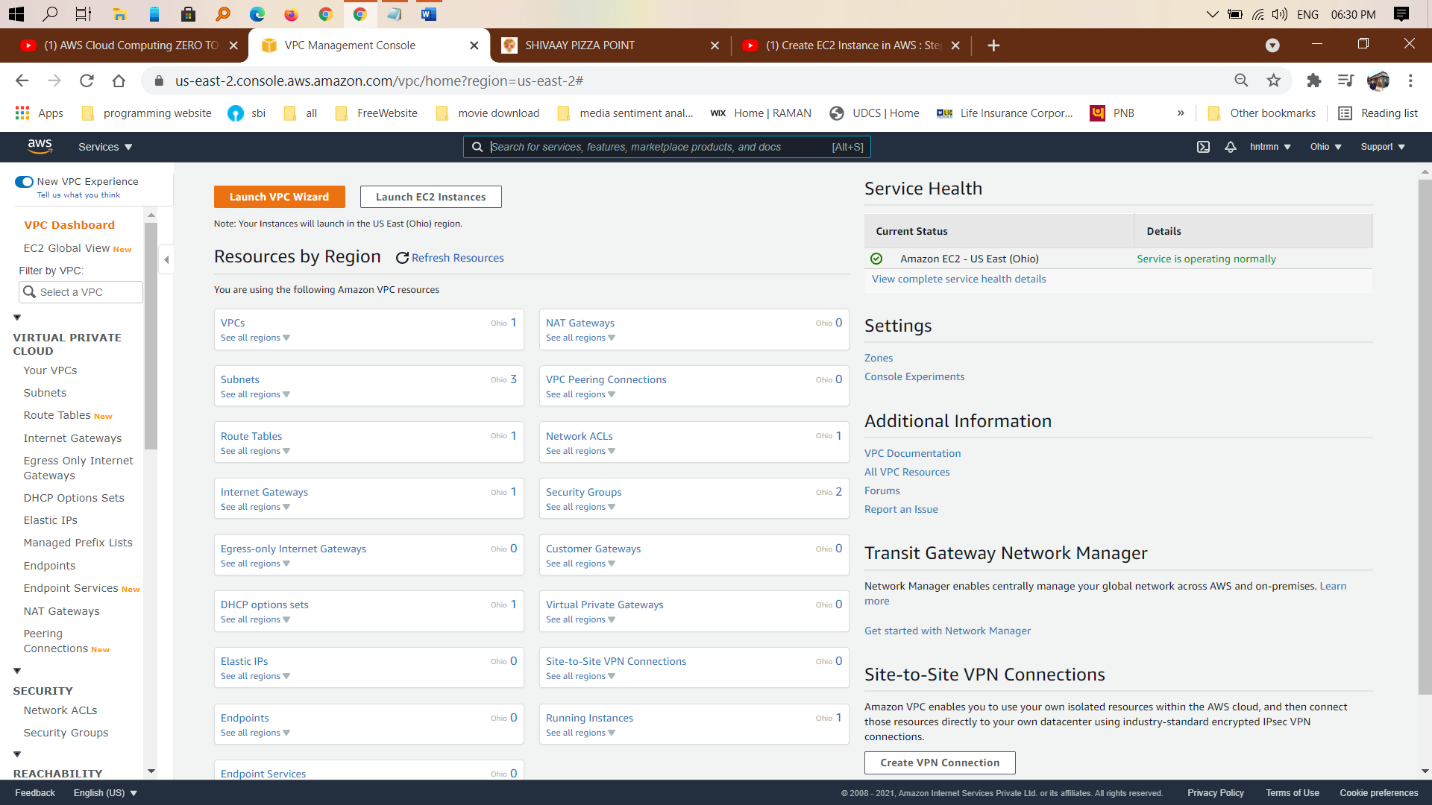 ENG 06:30 PM
(1) AWS Cloud Computing ZERO TO
VPC Management Console
SHIVAAY PIZZA POINT
(1) Create EC2 Instance in AWS : Ste
us-east-2.console.aws.amazon.com/vpc/home?region=us-east-2#
Apps programming website sbi all FreeWebsite movie download media sentiment anal... WIX Home | RAMAN UDCS | Home LIC Life Insurance Corpor... PNB » Other bookmarks Reading list
aws Services Search for services, features, marketplace products, and docs [Alt+S] hntrmn Ohio Support
New VPC Experience
Tell us what you think
VPC Dashboard
EC2 Global View New
Filter by VPC:
Select a VPC
VIRTUAL PRIVATE
CLOUD
Your VPCs
Subnets
Route Tables New
Internet Gateways
Egress Only Internet
Gateways
DHCP Options Sets
Elastic IPs
Managed Prefix Lists
Endpoints
Endpoint Services New
NAT Gateways
Peering
Connections New
SECURITY
Network ACLs
Security Groups
REACHABILITY
Launch VPC Wizard Launch EC2 Instances
Note: Your Instances will launch in the US East (Ohio) region.
Resources by Region Refresh Resources
You are using the following Amazon VPC resources
VPCs Ohio 1
See all regions
NAT Gateways Ohio 0
See all regions
Subnets Ohio 3
See all regions
VPC Peering Connections Ohio 0
See all regions
Route Tables Ohio 1
See all regions
Network ACLs Ohio 1
See all regions
Internet Gateways Ohio 1
See all regions
Security Groups Ohio 2
See all regions
Egress-only Internet Gateways Ohio 0
See all regions
Customer Gateways Ohio 0
See all regions
DHCP options sets Ohio 1
See all regions
Virtual Private Gateways Ohio 0
See all regions
Elastic IPs Ohio 0
See all regions
Site-to-Site VPN Connections Ohio 0
See all regions
Endpoints Ohio 0
See all regions
Running Instances Ohio 1
See all regions
Endpoint Services Ohio 0
Service Health
Current Status Details
Amazon EC2 - US East (Ohio) Service is operating normally
View complete service health details
Settings
Zones
Console Experiments
Additional Information
VPC Documentation
All VPC Resources
Forums
Report an Issue
Transit Gateway Network Manager
Network Manager enables centrally manage your global network across AWS and on-premises. Learn
more
Get started with Network Manager
Site-to-Site VPN Connections
Amazon VPC enables you to use your own isolated resources within the AWS cloud, and then connect
those resources directly to your own datacenter using industry-standard encrypted IPsec VPN
connections.
Create VPN Connection
Feedback English (US) © 2008 - 2021, Amazon Internet Services Private Ltd. or its affiliates. All rights reserved. Privacy Policy Terms of Use Cookie preferences